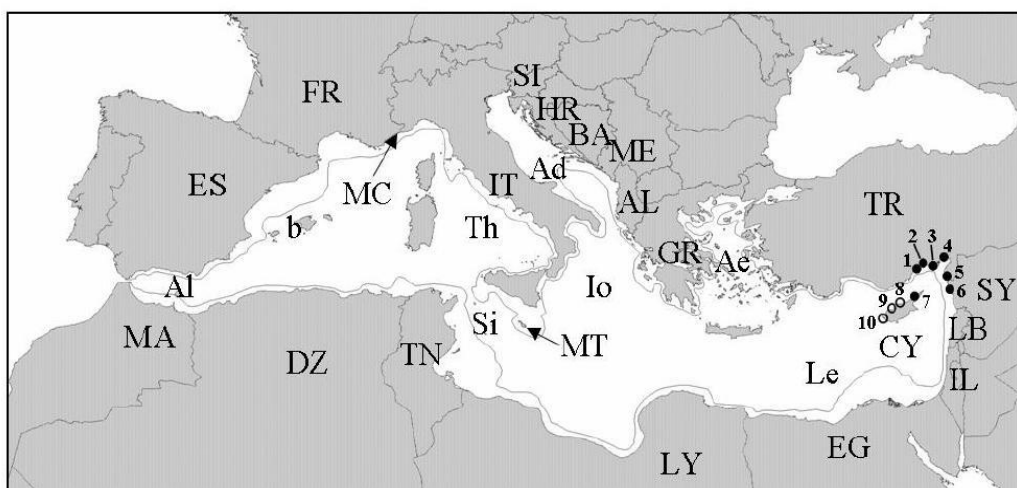 SI
FR
HR
BA
ME
MC
IT
Ad
ES
AL
TR
b
Th
GR
Ae
2 3 4
1
5
6
SY
Al
Io
8
9
7
10
Si
MA
MT
CY
LB
DZ
TN
Le
IL
LY
EG